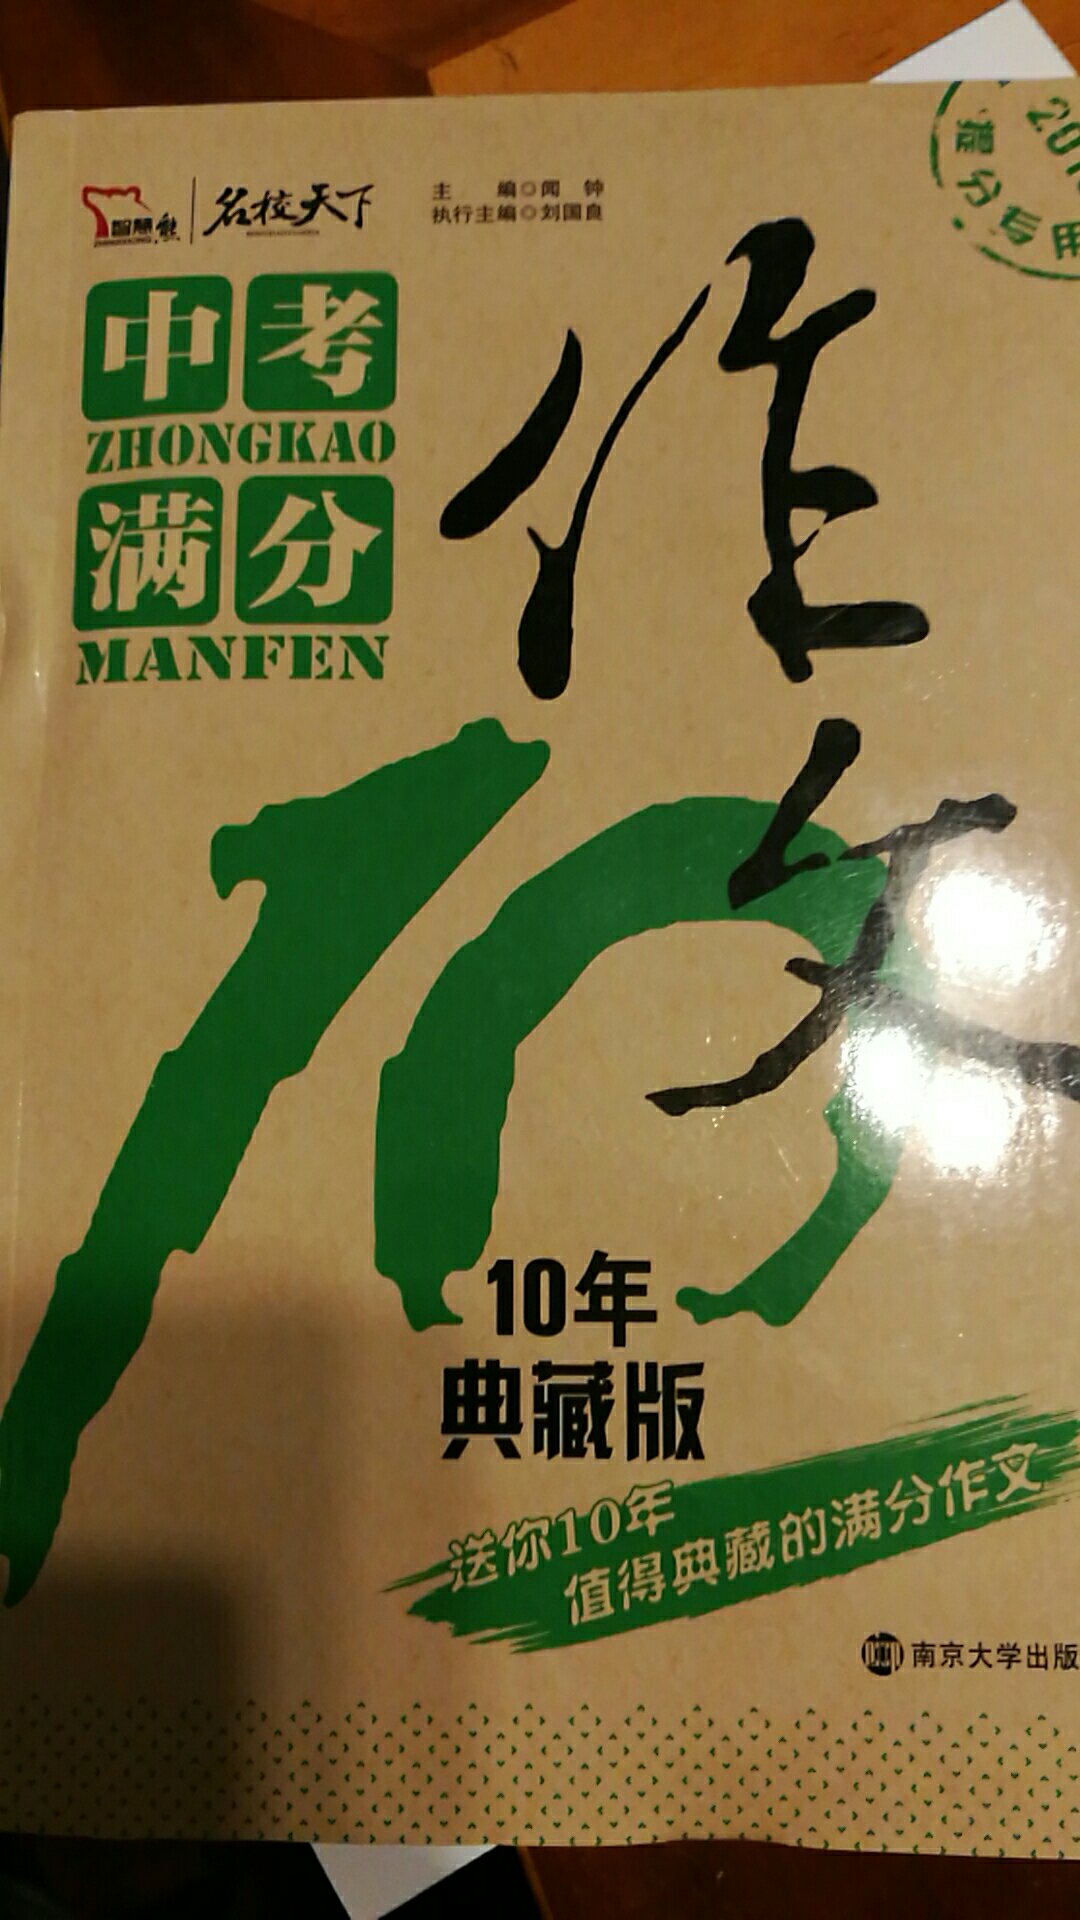 智慧熊
名校天下
主 编◎闻 钟
执行主编◎刘国良
提分专用
中考
ZHONGKAO
满分
MANFEN
作文
10
10年
典藏版
送你10年
值得典藏的满分作文
南京大学出版